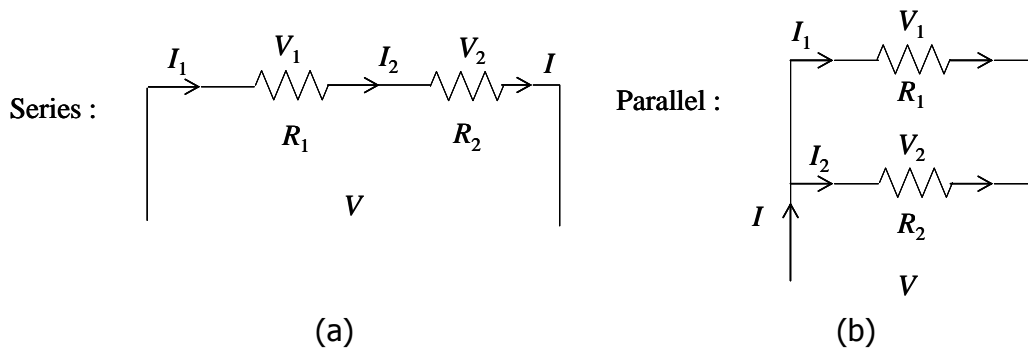 Series :
I₁ V₁ I₂ V₂ I
R₁ R₂
V
(a)
Parallel :
I₁ V₁
R₁
I₂ V₂
R₂
I
V
(b)